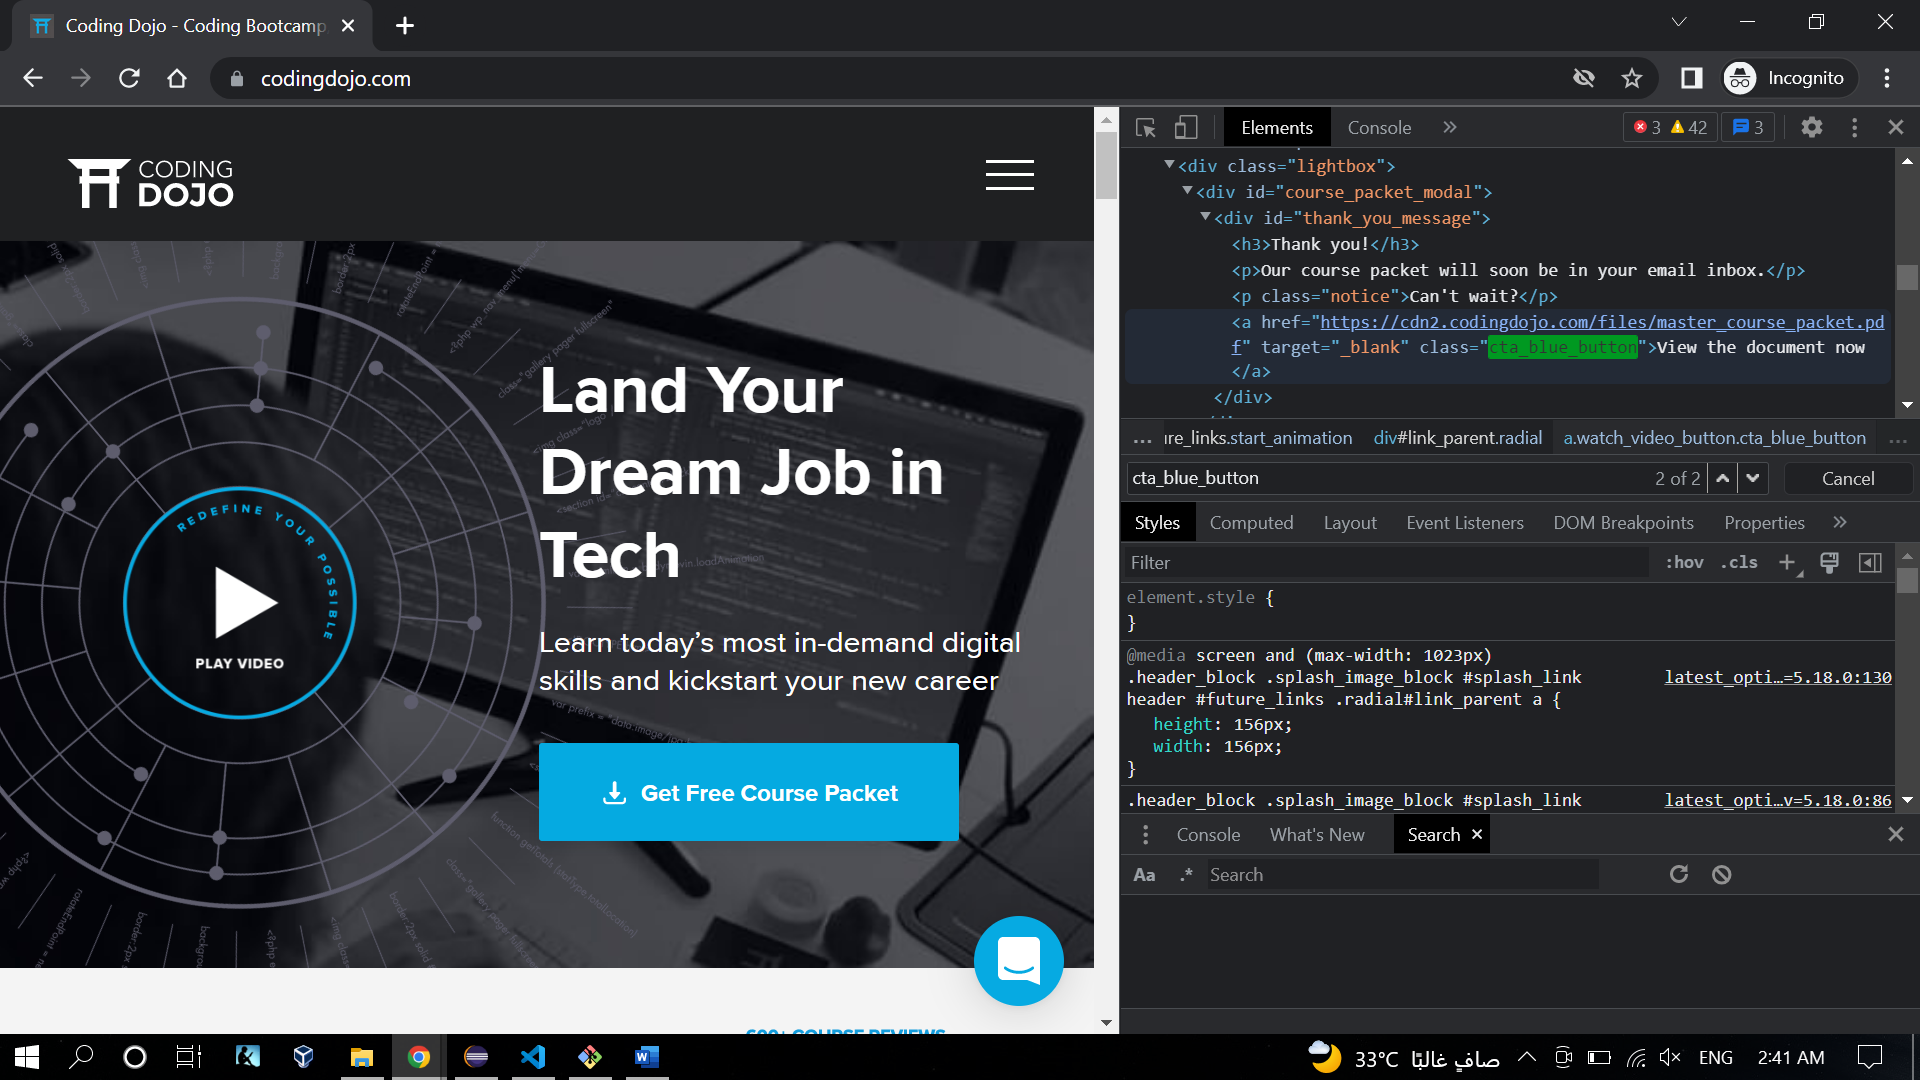 Coding Dojo - Coding Bootcamp
codingdojo.com
Incognito
CODING
DOJO
REDEFINE YOUR POSSIBLE
PLAY VIDEO
Land Your
Dream Job in
Tech
Learn today’s most in-demand digital
skills and kickstart your new career
Get Free Course Packet
600+ COURSE REVIEWS
Elements
Console
3
42
3
<div class="lightbox">
<div id="course_packet_modal">
<div id="thank_you_message">
<h3>Thank you!</h3>
<p>Our course packet will soon be in your email inbox.</p>
<p class="notice">Can't wait?</p>
<a href="https://cdn2.codingdojo.com/files/master_course_packet.pd
f" target="_blank" class="cta_blue_button">View the document now
</a>
</div>
... ure_links.start_animation div#link_parent.radial a.watch_video_button.cta_blue_button ...
cta_blue_button 2 of 2 Cancel
Styles Computed Layout Event Listeners DOM Breakpoints Properties
Filter :hov .cls
element.style {
}
@media screen and (max-width: 1023px)
.header_block .splash_image_block #splash_link latest_opti…=5.18.0:130
header #future_links .radial#link_parent a {
height: 156px;
width: 156px;
}
.header_block .splash_image_block #splash_link latest_opti…v=5.18.0:86
Console What's New Search
Aa .* Search
33°C صافٍ غالبًا
ENG
2:41 AM